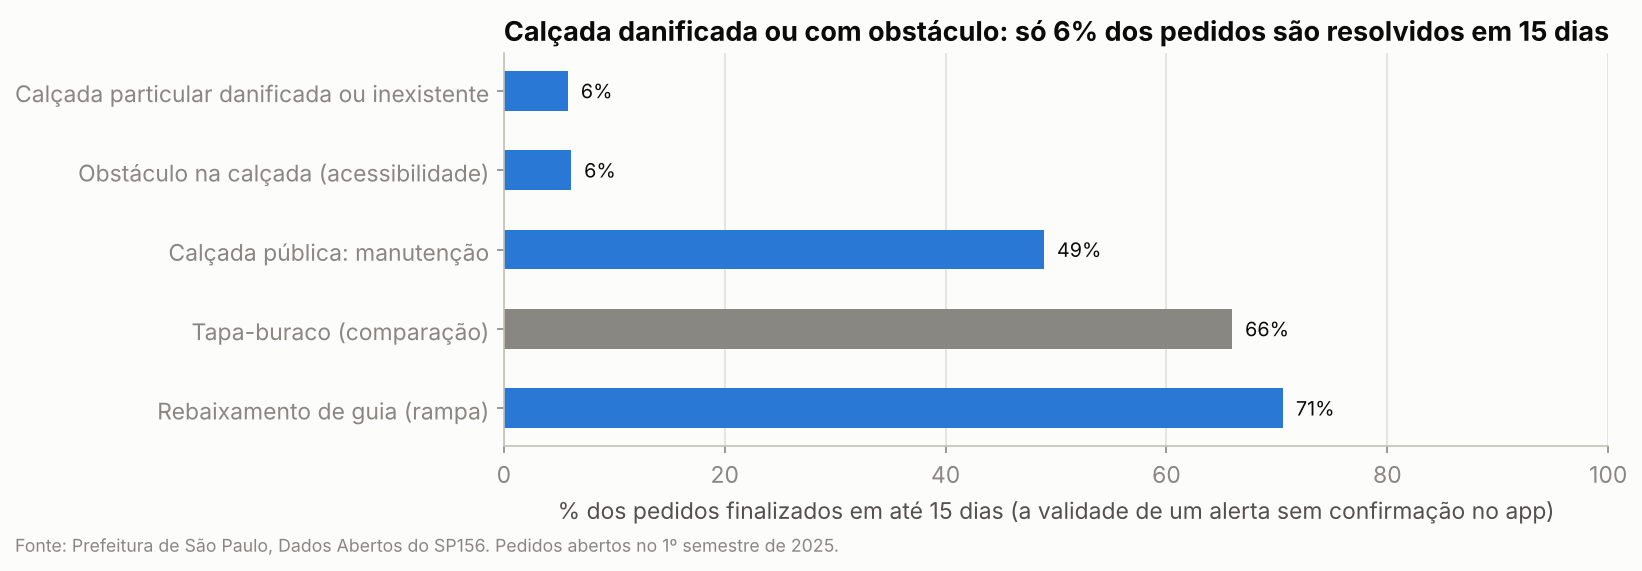 Calçada danificada ou com obstáculo: só 6% dos pedidos são resolvidos em 15 dias
Calçada particular danificada ou inexistente 6%
Obstáculo na calçada (acessibilidade) 6%
Calçada pública: manutenção 49%
Tapa-buraco (comparação) 66%
Rebaixamento de guia (rampa) 71%
0 20 40 60 80 100
% dos pedidos finalizados em até 15 dias (a validade de um alerta sem confirmação no app)
Fonte: Prefeitura de São Paulo, Dados Abertos do SP156. Pedidos abertos no 1º semestre de 2025.